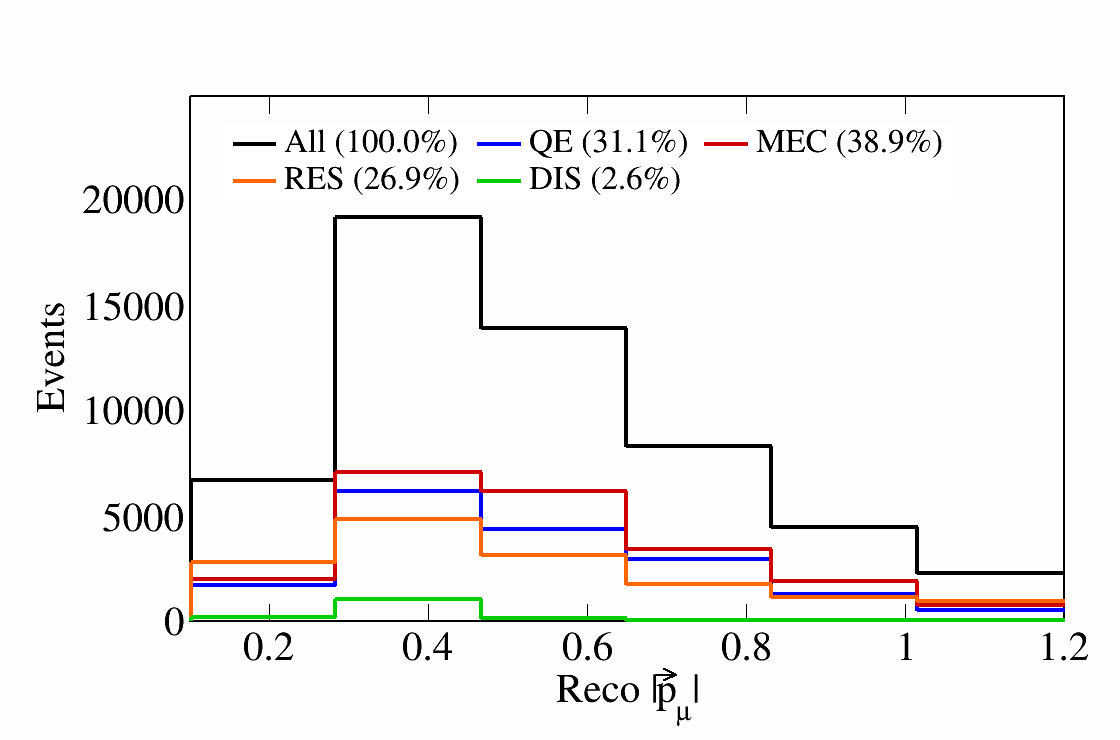 All (100.0%) QE (31.1%) MEC (38.9%)
RES (26.9%) DIS (2.6%)
20000
15000
10000
5000
0
Events
0.2 0.4 0.6 0.8 1 1.2
Reco |p⃗_μ|